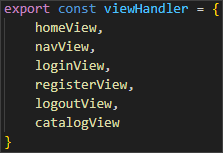 export const viewHandler = {
    homeView,
    navView,
    loginView,
    registerView,
    logoutView,
    catalogView
}